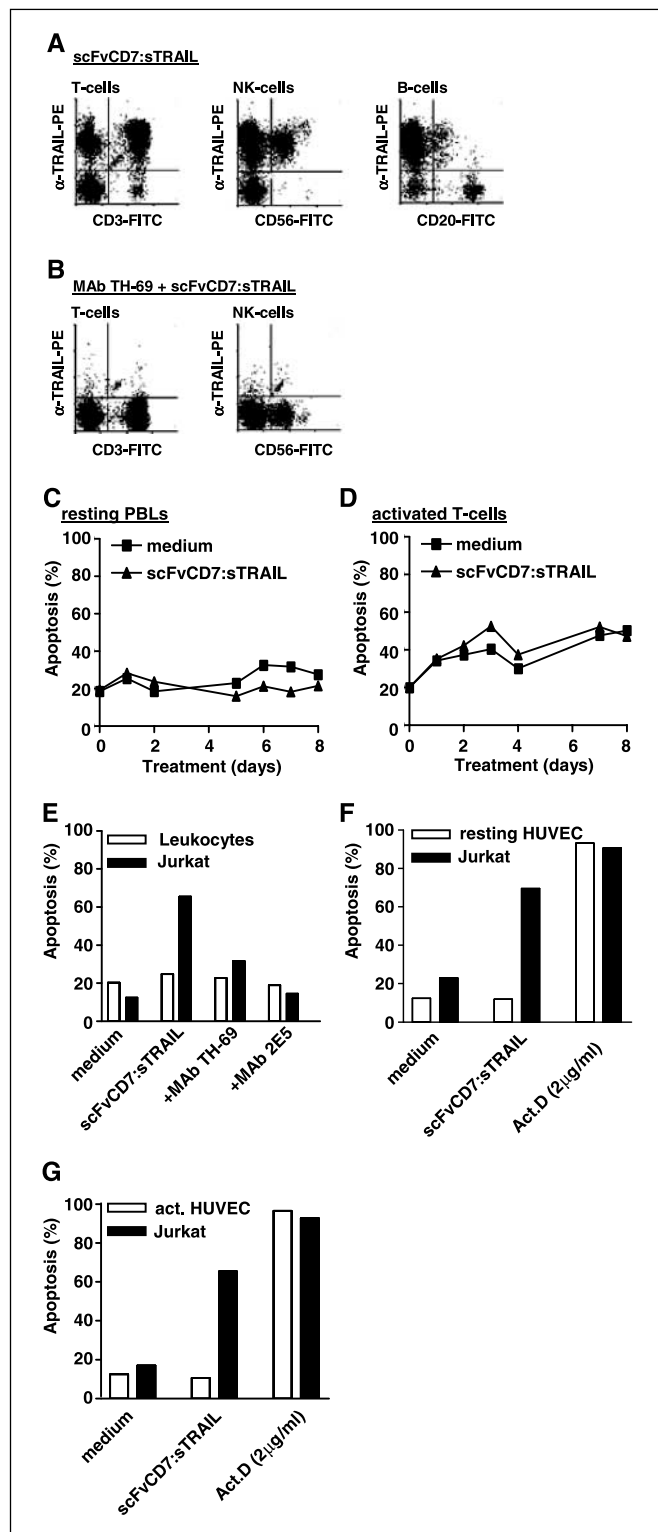 A
scFvCD7:sTRAIL
T-cells
NK-cells
B-cells
α-TRAIL-PE
α-TRAIL-PE
α-TRAIL-PE
CD3-FITC
CD56-FITC
CD20-FITC
B
MAb TH-69 + scFvCD7:sTRAIL
T-cells
NK-cells
α-TRAIL-PE
α-TRAIL-PE
CD3-FITC
CD56-FITC
C
resting PBLs
medium
scFvCD7:sTRAIL
Apoptosis (%)
100
80
60
40
20
0
0 2 4 6 8
Treatment (days)
D
activated T-cells
medium
scFvCD7:sTRAIL
Apoptosis (%)
100
80
60
40
20
0
0 2 4 6 8
Treatment (days)
E
Leukocytes
Jurkat
Apoptosis (%)
100
80
60
40
20
0
medium
scFvCD7:sTRAIL
+MAb TH-69
+MAb 2E5
F
resting HUVEC
Jurkat
Apoptosis (%)
100
80
60
40
20
0
medium
scFvCD7:sTRAIL
Act.D (2μg/ml)
G
act. HUVEC
Jurkat
Apoptosis (%)
100
80
60
40
20
0
medium
scFvCD7:sTRAIL
Act.D (2μg/ml)